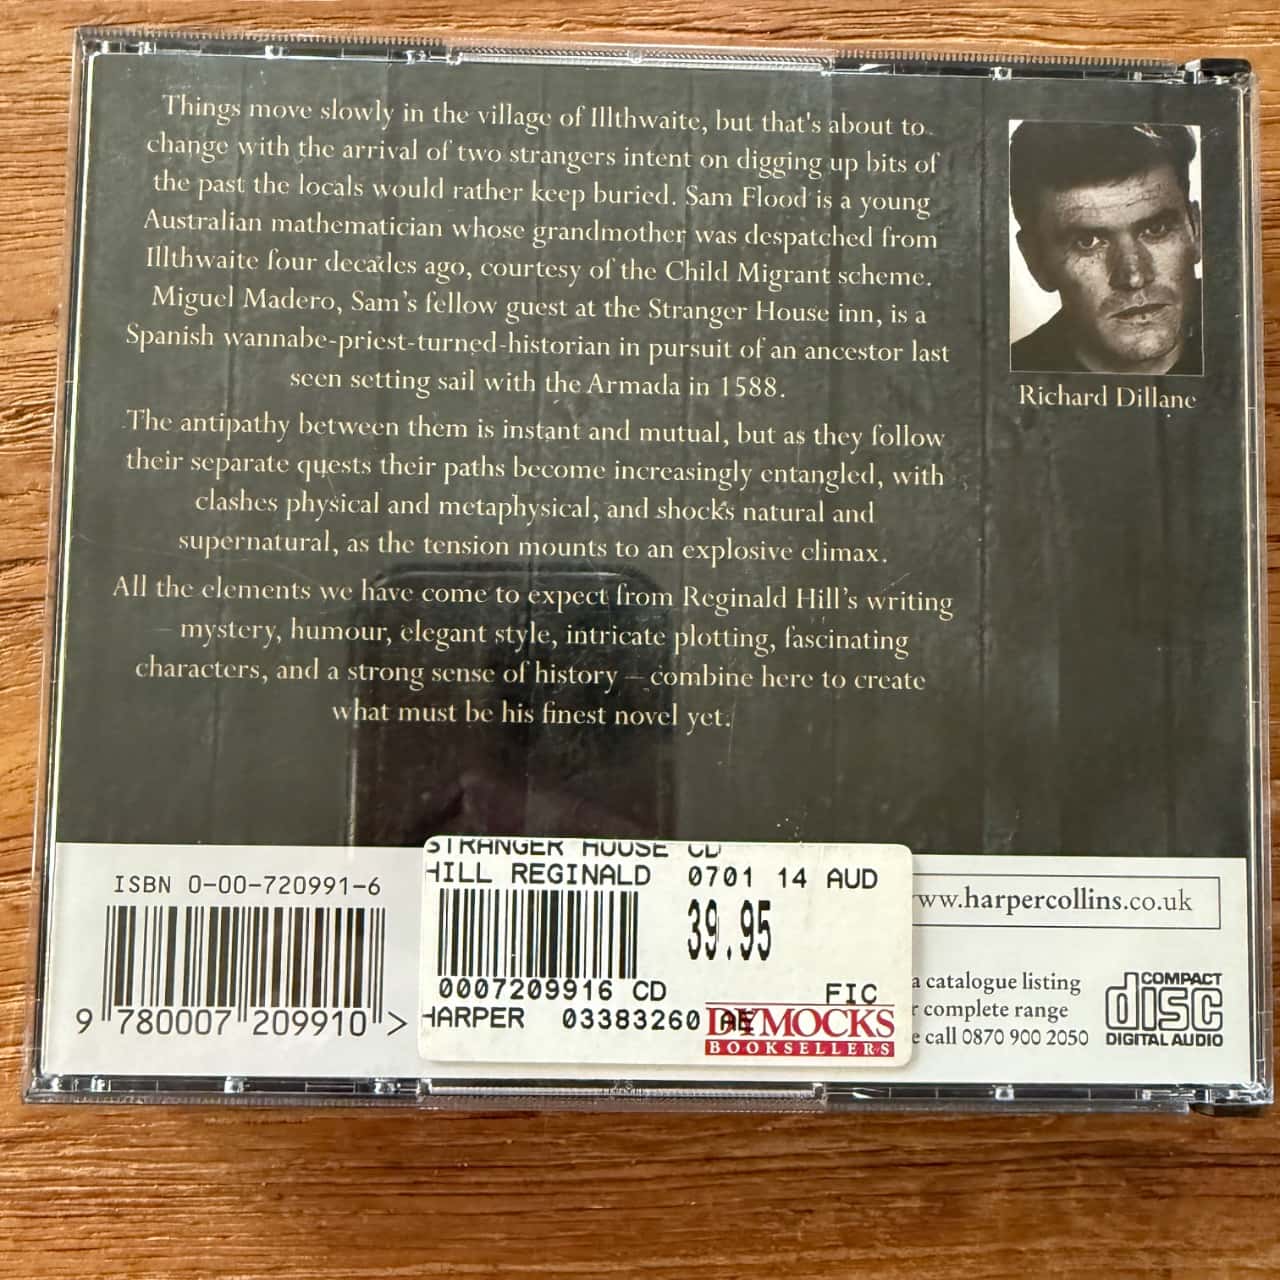 Things move slowly in the village of Illthwaite, but that's about to
change with the arrival of two strangers intent on digging up bits of
the past the locals would rather keep buried. Sam Flood is a young
Australian mathematician whose grandmother was despatched from
Illthwaite four decades ago, courtesy of the Child Migrant scheme.
Miguel Madero, Sam's fellow guest at the Stranger House inn, is a
Spanish wannabe-priest-turned-historian in pursuit of an ancestor last
seen setting sail with the Armada in 1588.
The antipathy between them is instant and mutual, but as they follow
their separate quests their paths become increasingly entangled, with
clashes physical and metaphysical, and shocks natural and
supernatural, as the tension mounts to an explosive climax.
All the elements we have come to expect from Reginald Hill's writing
– mystery, humour, elegant style, intricate plotting, fascinating
characters, and a strong sense of history – combine here to create
what must be his finest novel yet.
Richard Dillane
ISBN 0-00-720991-6
9 780007 209910 >
STRANGER HOUSE CD
HILL REGINALD 0701 14 AUD
39.95
0007209916 CD FIC
HARPER 03383260
DYMOCKS
BOOKSELLERS
www.harpercollins.co.uk
a catalogue listing
complete range
call 0870 900 2050
COMPACT
disc
DIGITAL AUDIO